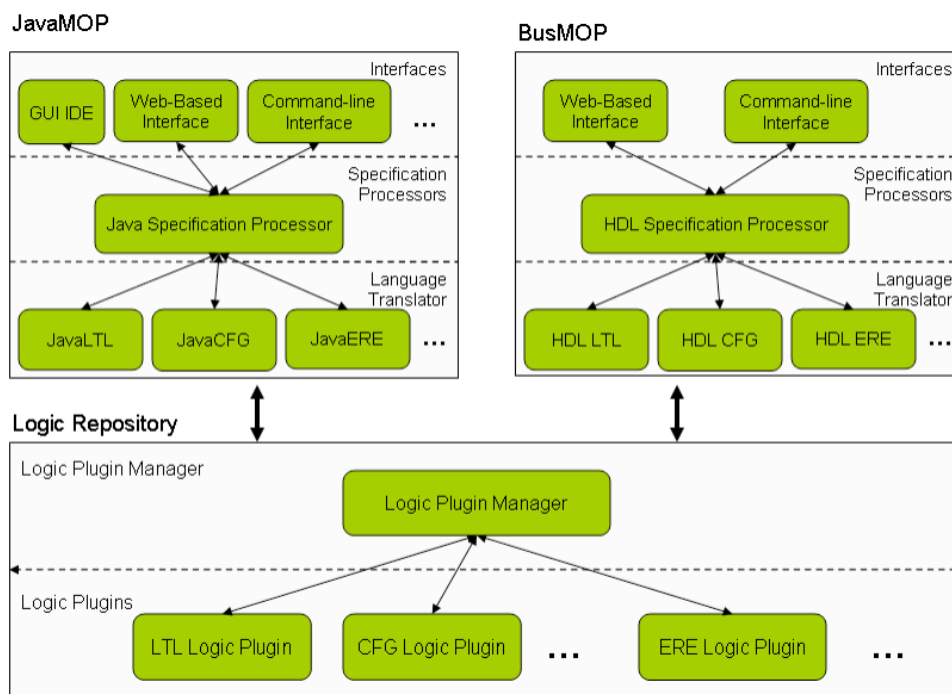 JavaMOP
Interfaces
GUI IDE
Web-Based
Interface
Command-line
Interface
...
Specification
Processors
Java Specification Processor
Language
Translator
JavaLTL
JavaCFG
JavaERE
...
BusMOP
Interfaces
Web-Based
Interface
Command-line
Interface
Specification
Processors
HDL Specification Processor
Language
Translator
HDL LTL
HDL CFG
HDL ERE
...
Logic Repository
Logic Plugin Manager
Logic Plugin Manager
Logic Plugins
LTL Logic Plugin
CFG Logic Plugin
...
ERE Logic Plugin
...